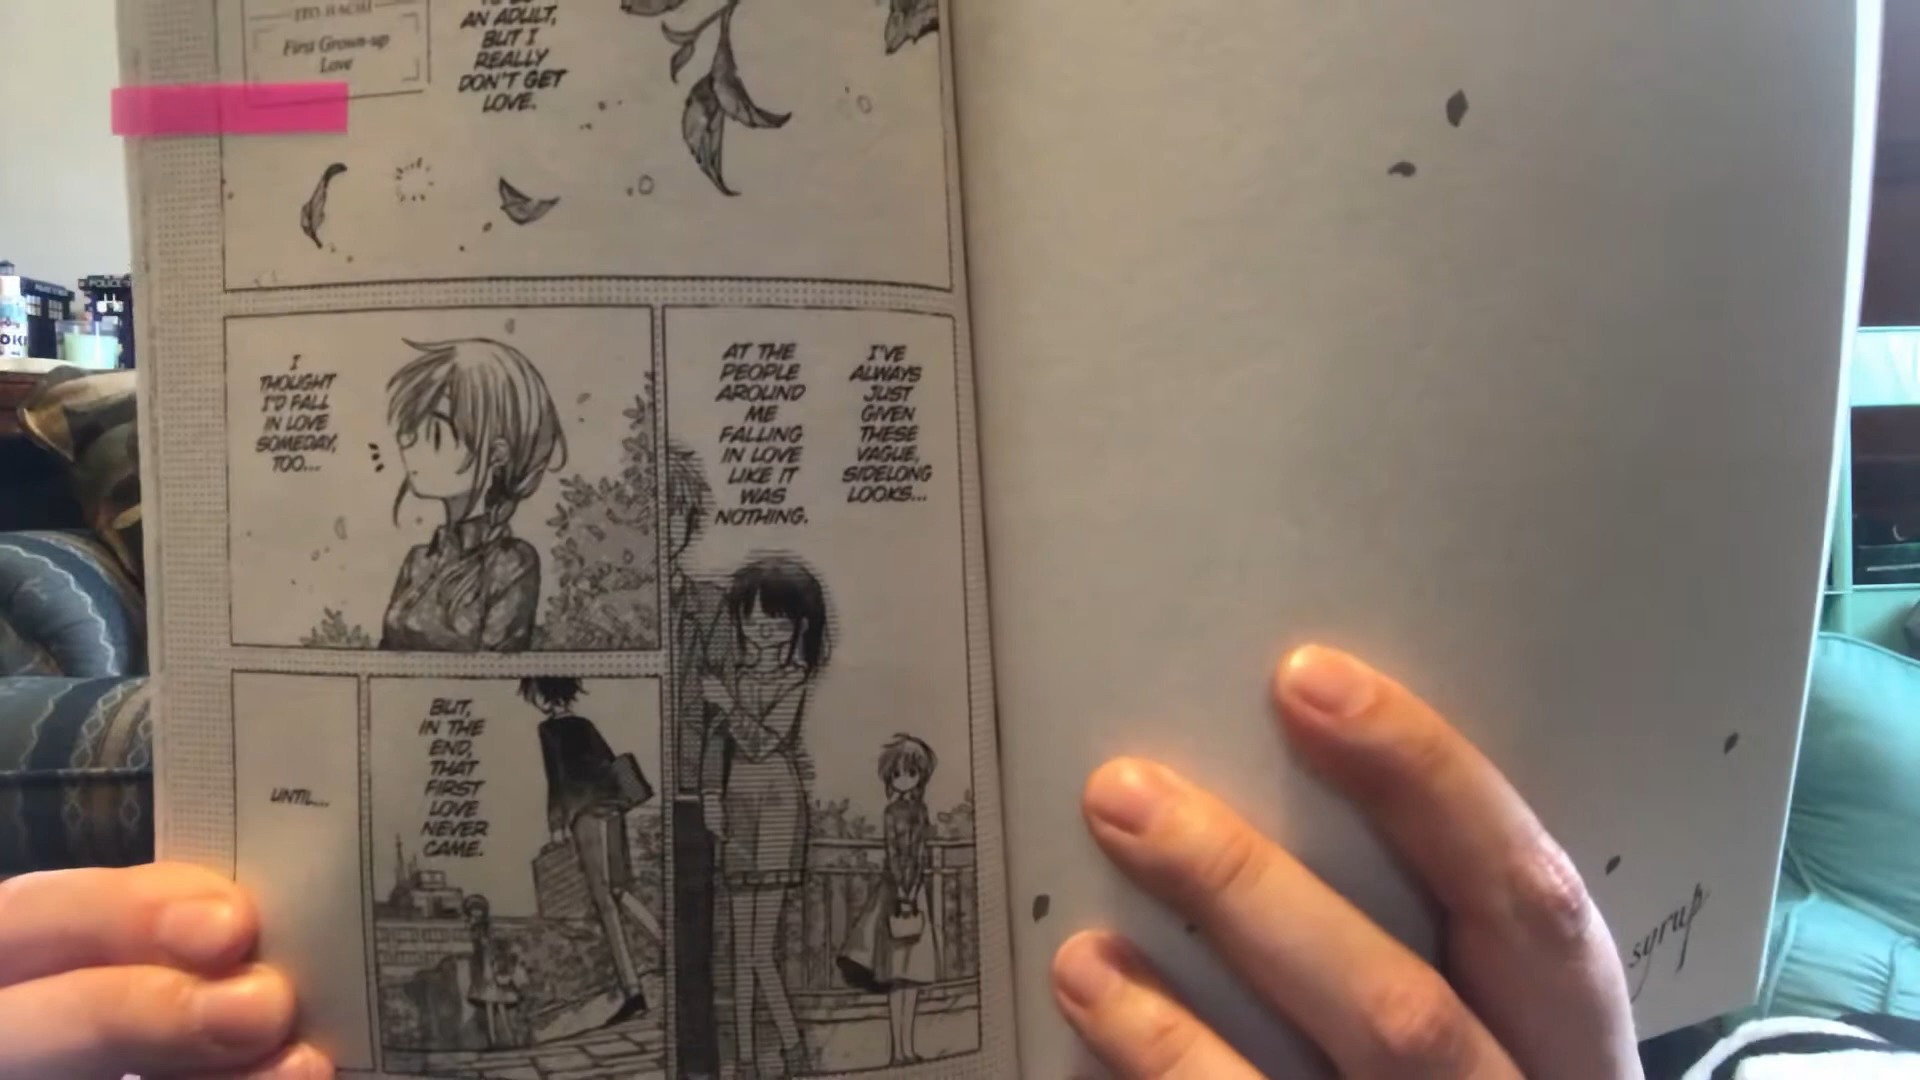 First Grown-up
Love
AN ADULT,
BUT I
REALLY
DON'T GET
LOVE.
I'VE
ALWAYS
JUST
GIVEN
THESE
VAGUE,
SIDELONG
LOOKS...
AT THE
PEOPLE
AROUND
ME
FALLING
IN LOVE
LIKE IT
WAS
NOTHING.
I
THOUGHT
I'D FALL
IN LOVE
SOMEDAY,
TOO...
BUT,
IN THE
END,
THAT
FIRST
LOVE
NEVER
CAME.
UNTIL...
syrup